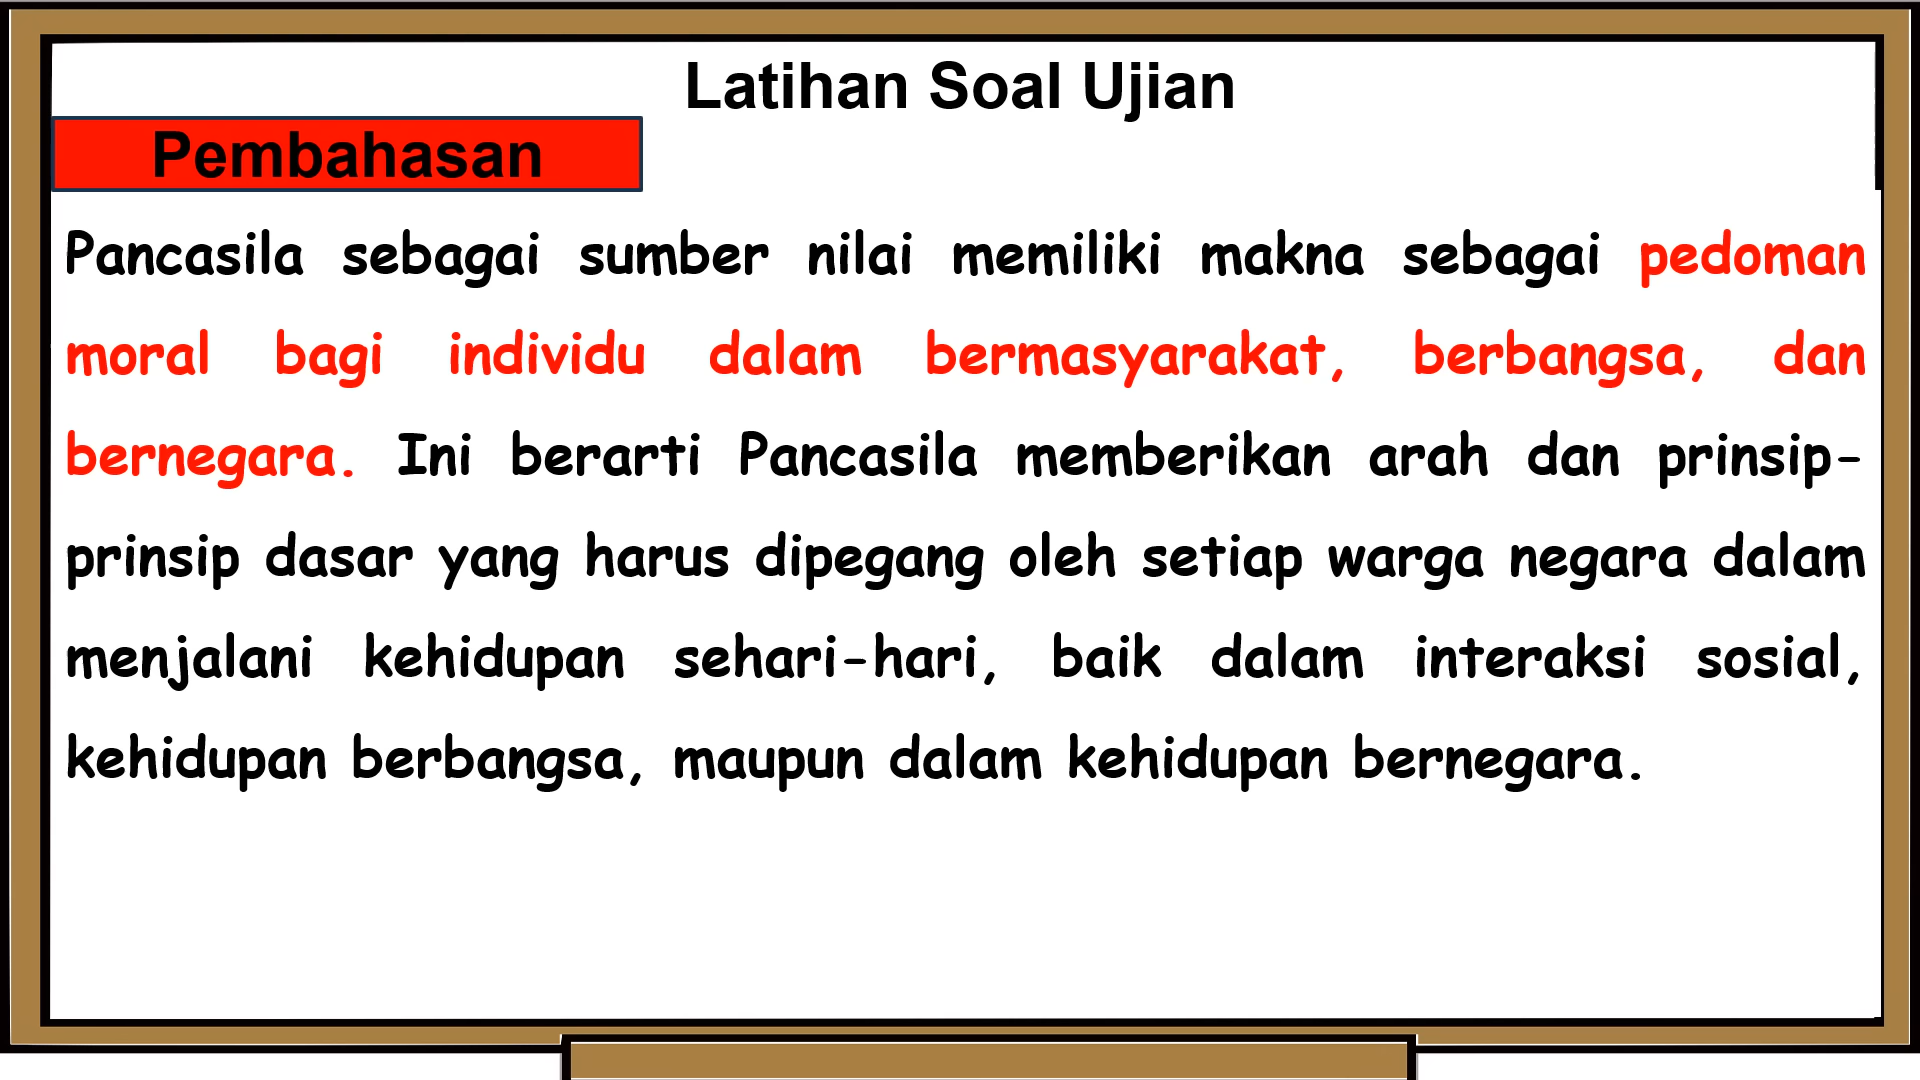 Latihan Soal Ujian
Pembahasan
Pancasila sebagai sumber nilai memiliki makna sebagai pedoman
moral bagi individu dalam bermasyarakat, berbangsa, dan
bernegara. Ini berarti Pancasila memberikan arah dan prinsip-
prinsip dasar yang harus dipegang oleh setiap warga negara dalam
menjalani kehidupan sehari-hari, baik dalam interaksi sosial,
kehidupan berbangsa, maupun dalam kehidupan bernegara.